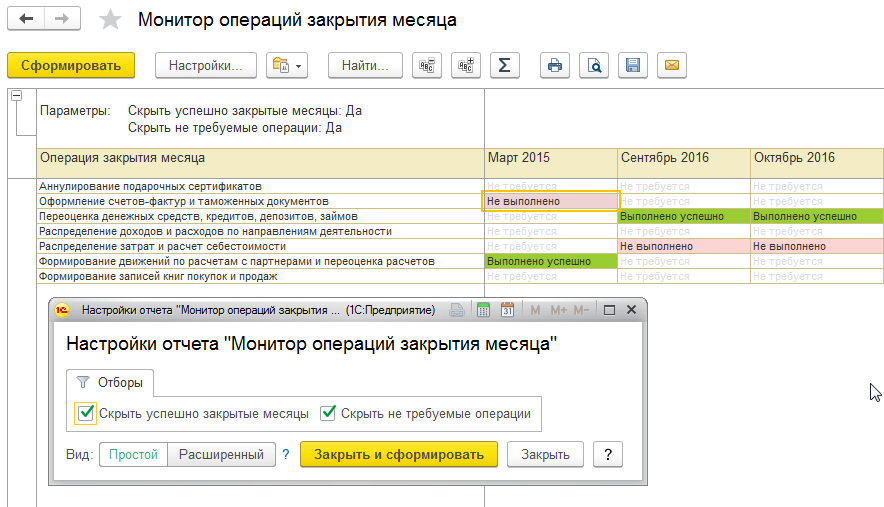 Монитор операций закрытия месяца
Сформировать Настройки... Найти...
Параметры: Скрыть успешно закрытые месяцы: Да
Скрыть не требуемые операции: Да
Операция закрытия месяца Март 2015 Сентябрь 2016 Октябрь 2016
Аннулирование подарочных сертификатов Не требуется Не требуется Не требуется
Оформление счетов-фактур и таможенных документов Не выполнено Не требуется Не требуется
Переоценка денежных средств, кредитов, депозитов, займов Не требуется Выполнено успешно Выполнено успешно
Распределение доходов и расходов по направлениям деятельности Не требуется Не требуется Не требуется
Распределение затрат и расчет себестоимости Не требуется Не выполнено Не выполнено
Формирование движений по расчетам с партнерами и переоценка расчетов Выполнено успешно Не требуется Не требуется
Формирование записей книг покупок и продаж Не требуется Не требуется Не требуется
1С Настройки отчета "Монитор операций закрытия ... (1С:Предприятие) 31 M M+ M-
Настройки отчета "Монитор операций закрытия месяца"
Отборы
Скрыть успешно закрытые месяцы Скрыть не требуемые операции
Вид: Простой Расширенный ? Закрыть и сформировать Закрыть ?